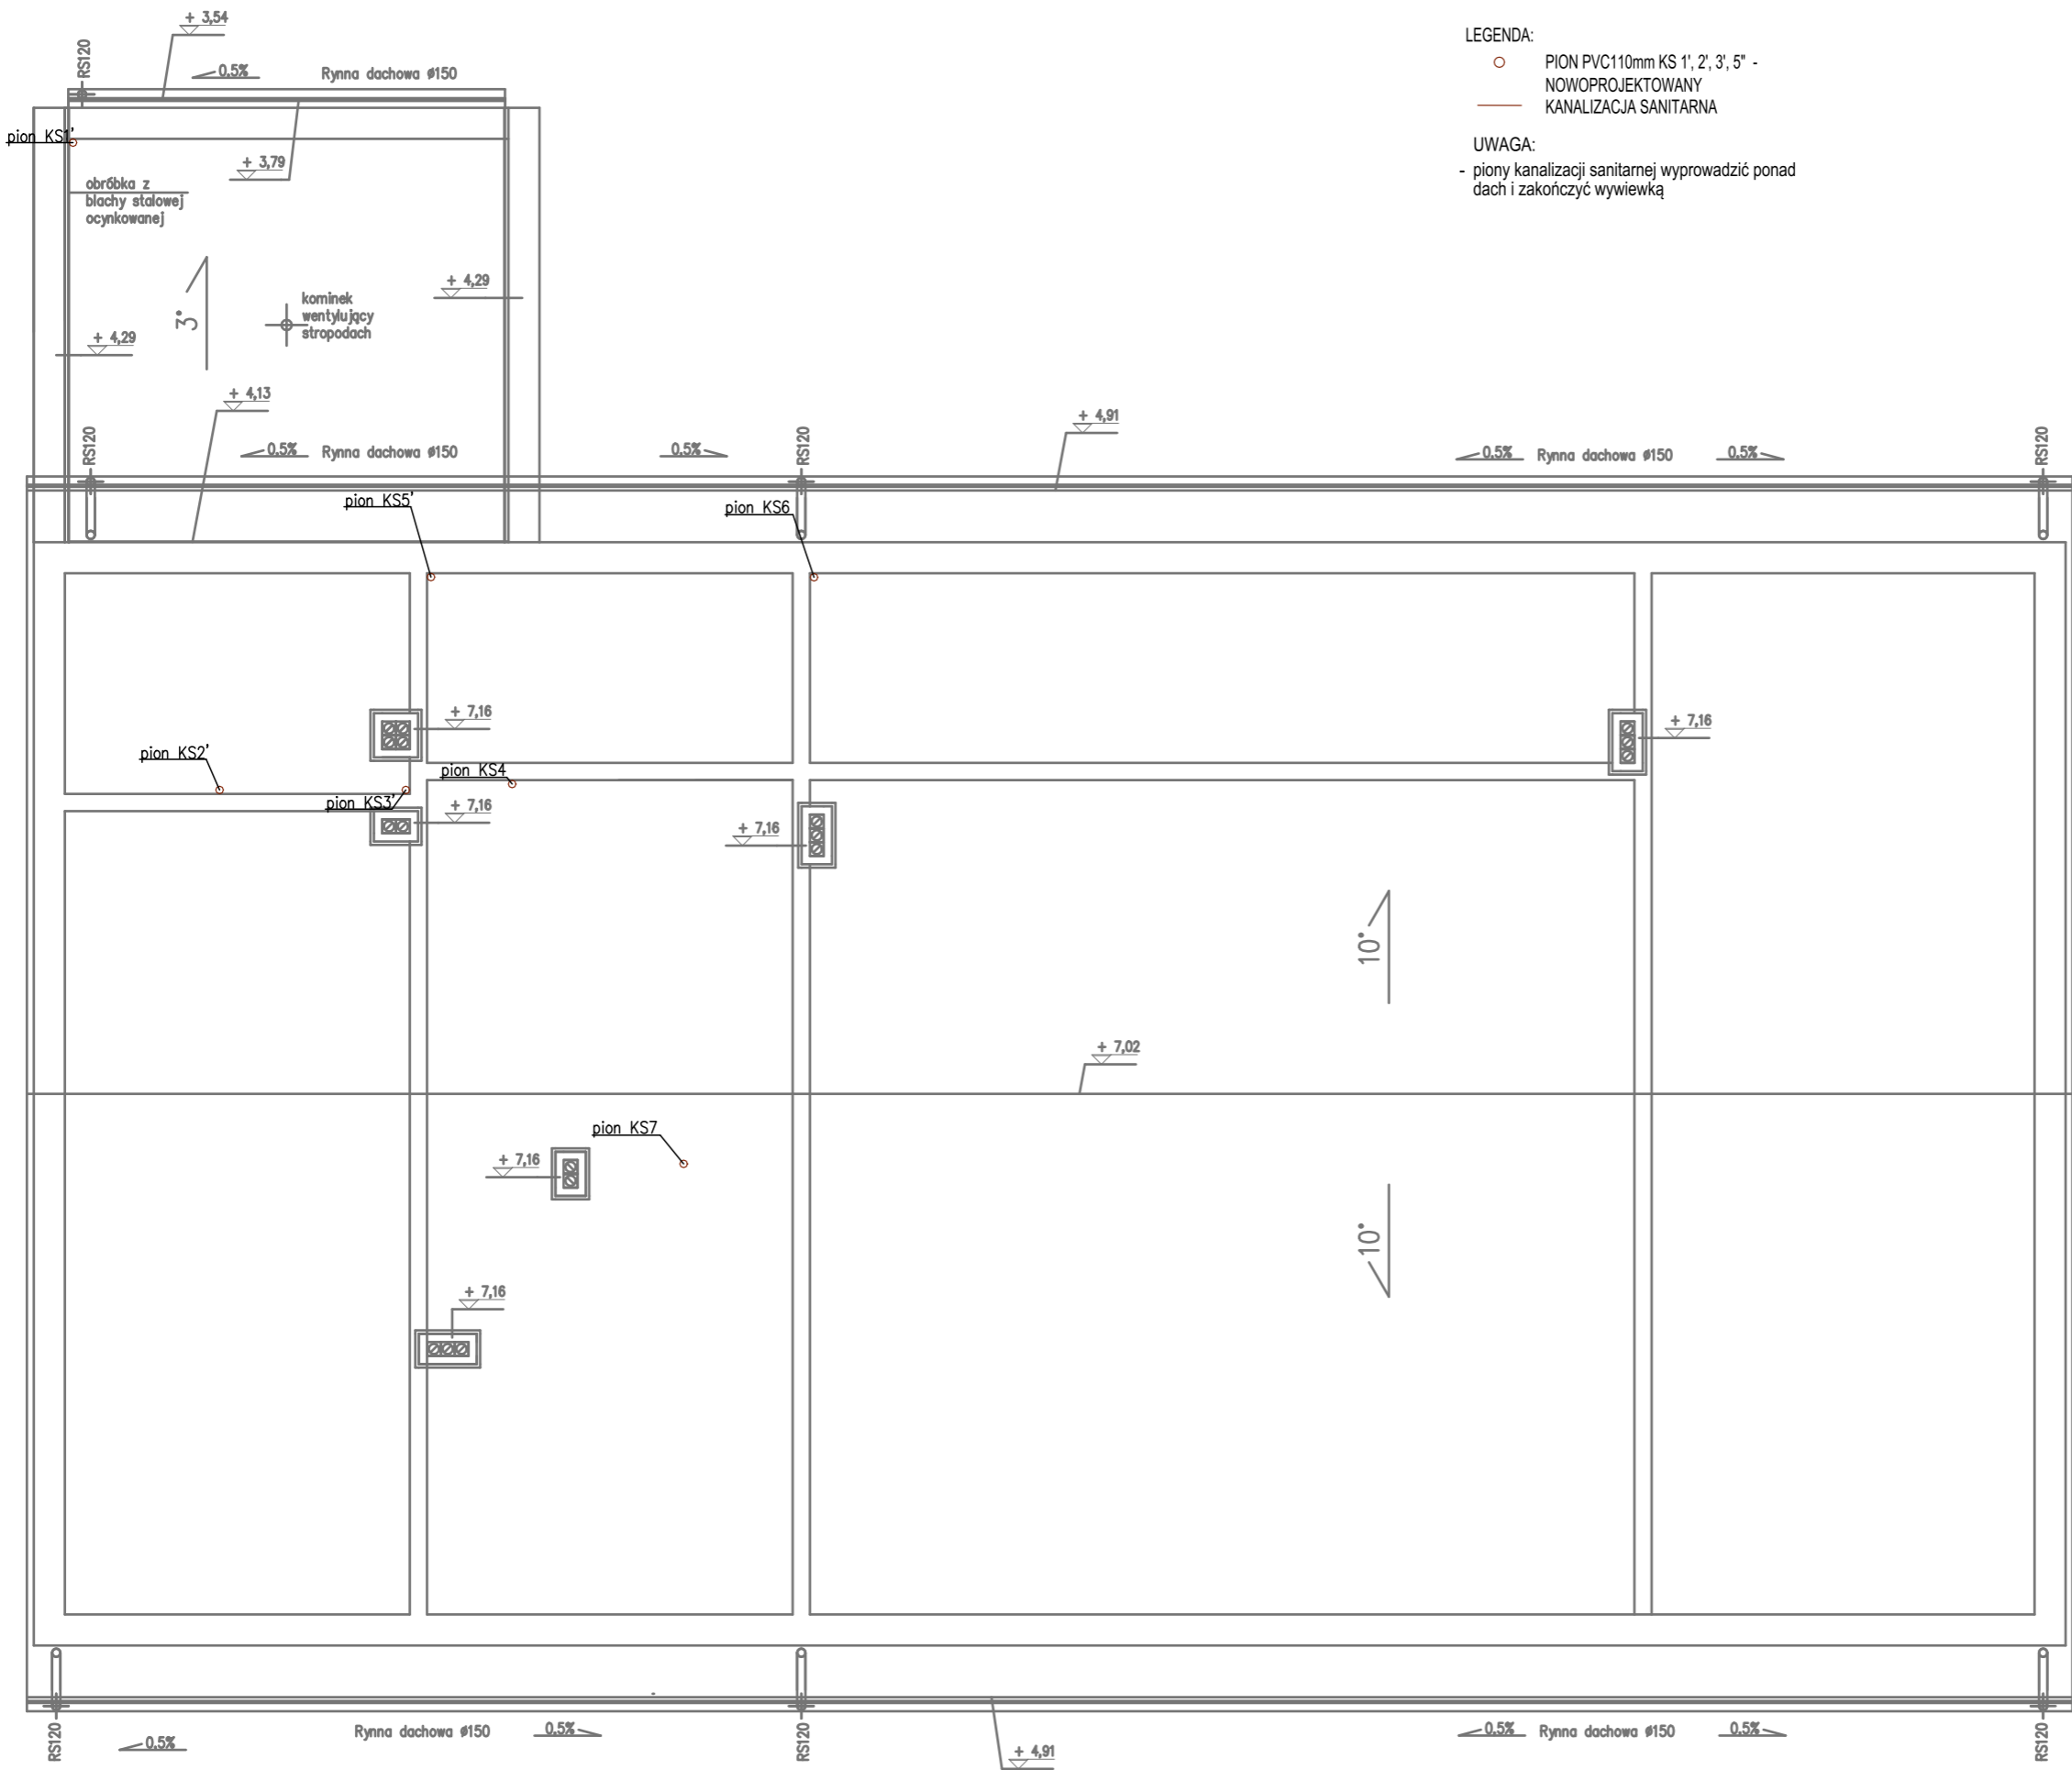 + 3,54
RS120
0.5%
Rynna dachowa ø150
LEGENDA:
PION PVC110mm KS 1', 2', 3', 5" -
NOWOPROJEKTOWANY
KANALIZACJA SANITARNA
UWAGA:
- piony kanalizacji sanitarnej wyprowadzić ponad
dach i zakończyć wywiewką
pion KS1'
+ 3,79
obróbka z
blachy stalowej
ocynkowanej
+ 4,29
kominek
wentylujący
stropodach
3°
+ 4,29
+ 4,13
+ 4,91
RS120
0.5%
Rynna dachowa ø150
0.5%
RS120
0.5%
Rynna dachowa ø150
0.5%
RS120
pion KS5'
pion KS6
+ 7,16
+ 7,16
pion KS2'
pion KS4
pion KS3'
+ 7,16
+ 7,16
10°
+ 7,02
pion KS7
+ 7,16
10°
+ 7,16
RS120
0.5%
Rynna dachowa ø150
0.5%
RS120
+ 4,91
0.5%
Rynna dachowa ø150
0.5%
RS120